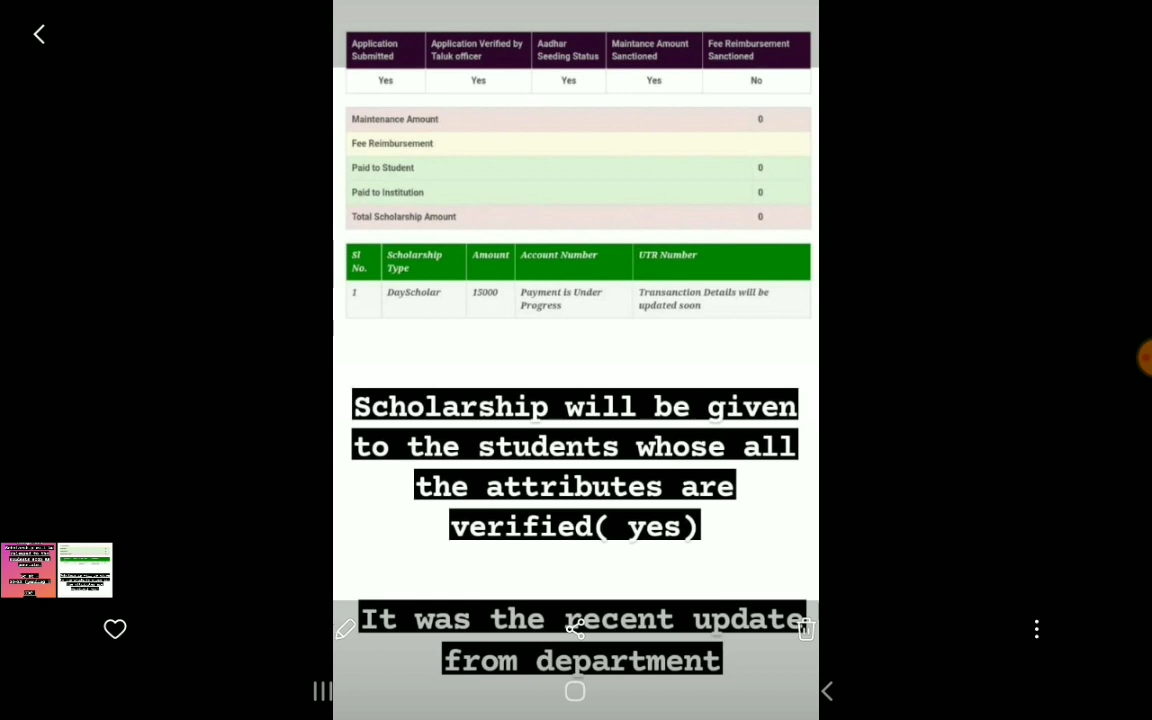 Application Submitted
Application Verified by Taluk officer
Aadhar Seeding Status
Maintance Amount Sanctioned
Fee Reimbursement Sanctioned
Yes Yes Yes Yes No
Maintenance Amount 0
Fee Reimbursement
Paid to Student 0
Paid to Institution 0
Total Scholarship Amount 0
Sl No.
Scholarship Type
Amount
Account Number
UTR Number
1
DayScholar
15000
Payment is Under Progress
Transanction Details will be updated soon
Scholarship will be given
to the students whose all
the attributes are
verified( yes)
It was the recent update
from department